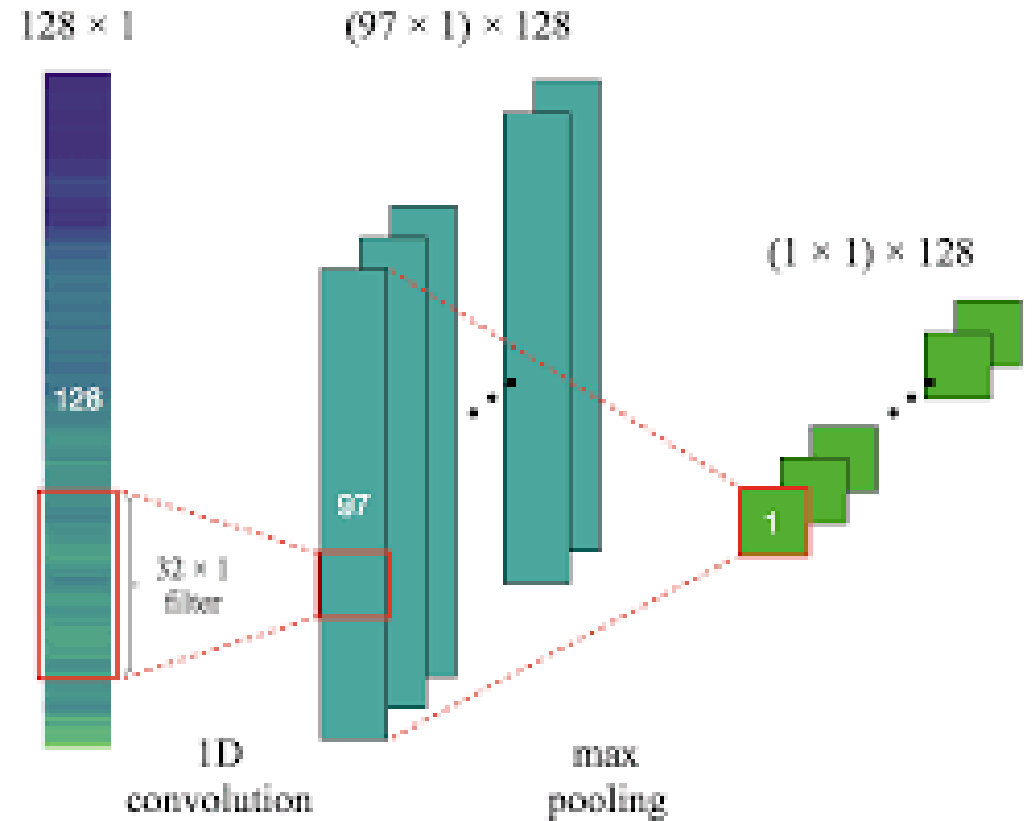 128 × 1
(97 × 1) × 128
(1 × 1) × 128
128
97
1
32 × 1
filter
1D
convolution
max
pooling